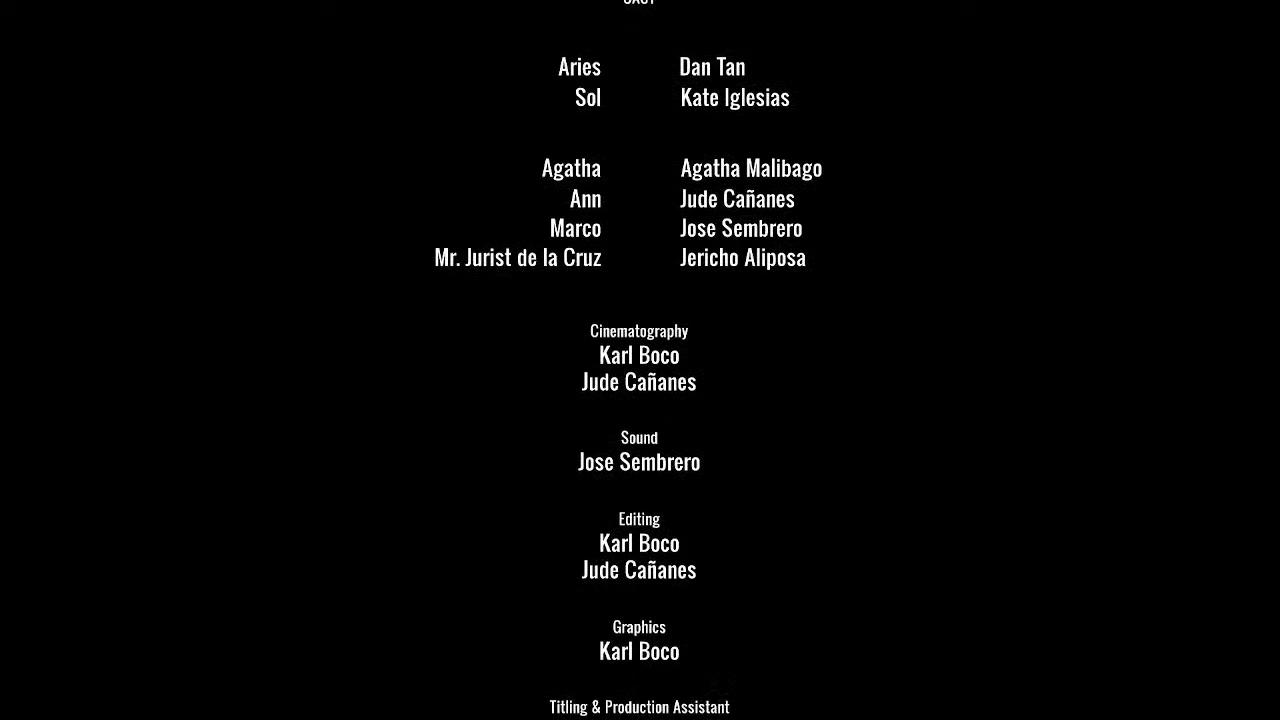 CAST
Aries Dan Tan
Sol Kate Iglesias
Agatha Agatha Malibago
Ann Jude Cañanes
Marco Jose Sembrero
Mr. Jurist de la Cruz Jericho Aliposa
Cinematography
Karl Boco
Jude Cañanes
Sound
Jose Sembrero
Editing
Karl Boco
Jude Cañanes
Graphics
Karl Boco
Titling & Production Assistant